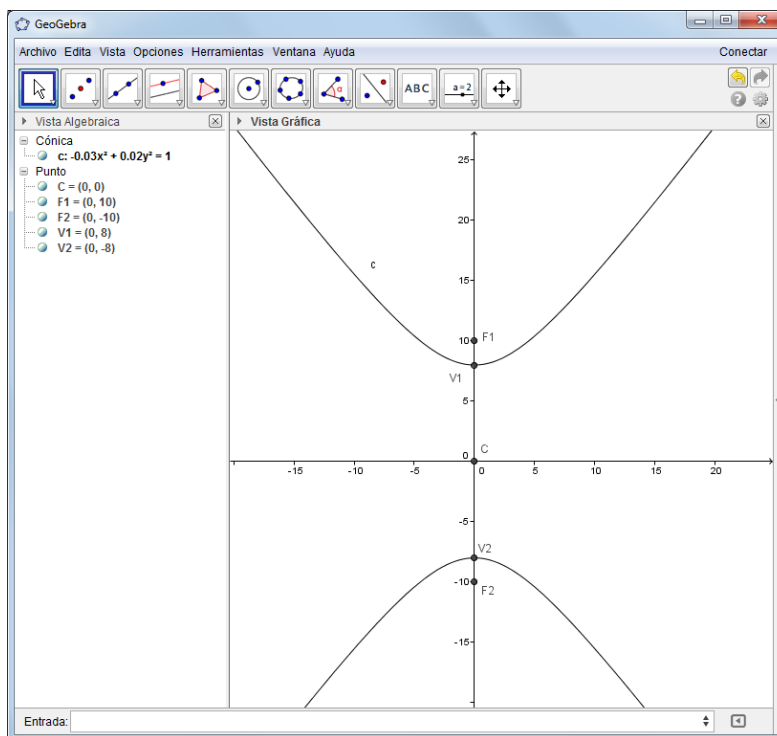 GeoGebra
Archivo Edita Vista Opciones Herramientas Ventana Ayuda Conectar
ABC a=2
Vista Algebraica
Vista Gráfica
Cónica
c: -0.03x² + 0.02y² = 1
Punto
C = (0, 0)
F1 = (0, 10)
F2 = (0, -10)
V1 = (0, 8)
V2 = (0, -8)
25
20
c
15
10 F1
V1
5
C
0
-15 -10 -5 0 5 10 15 20
-5
V2
-10
F2
-15
Entrada: